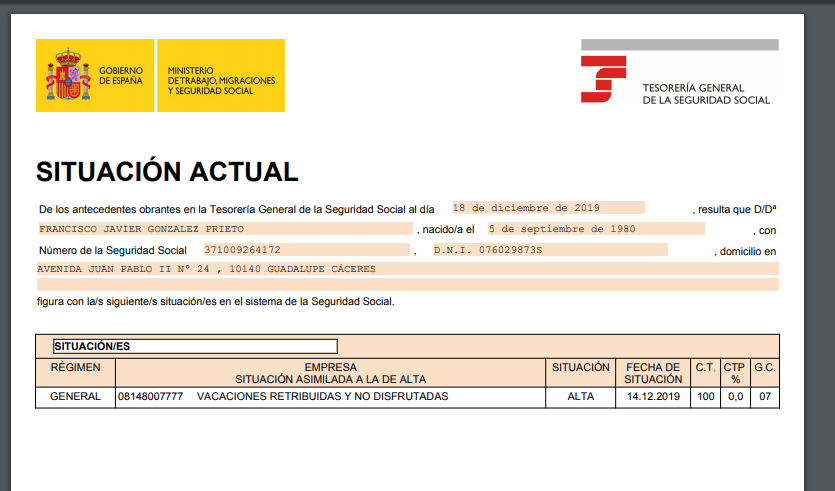 GOBIERNO
DE ESPAÑA
MINISTERIO
DE TRABAJO, MIGRACIONES
Y SEGURIDAD SOCIAL
TESORERÍA GENERAL
DE LA SEGURIDAD SOCIAL
SITUACIÓN ACTUAL
De los antecedentes obrantes en la Tesorería General de la Seguridad Social al día 18 de diciembre de 2019 , resulta que D/Dª
FRANCISCO JAVIER GONZALEZ PRIETO , nacido/a el 5 de septiembre de 1980 , con
Número de la Seguridad Social 371009264172 , D.N.I. 076029873S , domicilio en
AVENIDA JUAN PABLO II Nº 24 , 10140 GUADALUPE CÁCERES
figura con la/s siguiente/s situación/es en el sistema de la Seguridad Social.
SITUACIÓN/ES
RÉGIMEN EMPRESA SITUACIÓN FECHA DE C.T. CTP G.C.
SITUACIÓN ASIMILADA A LA DE ALTA SITUACIÓN %
GENERAL 08148007777 VACACIONES RETRIBUIDAS Y NO DISFRUTADAS ALTA 14.12.2019 100 0,0 07